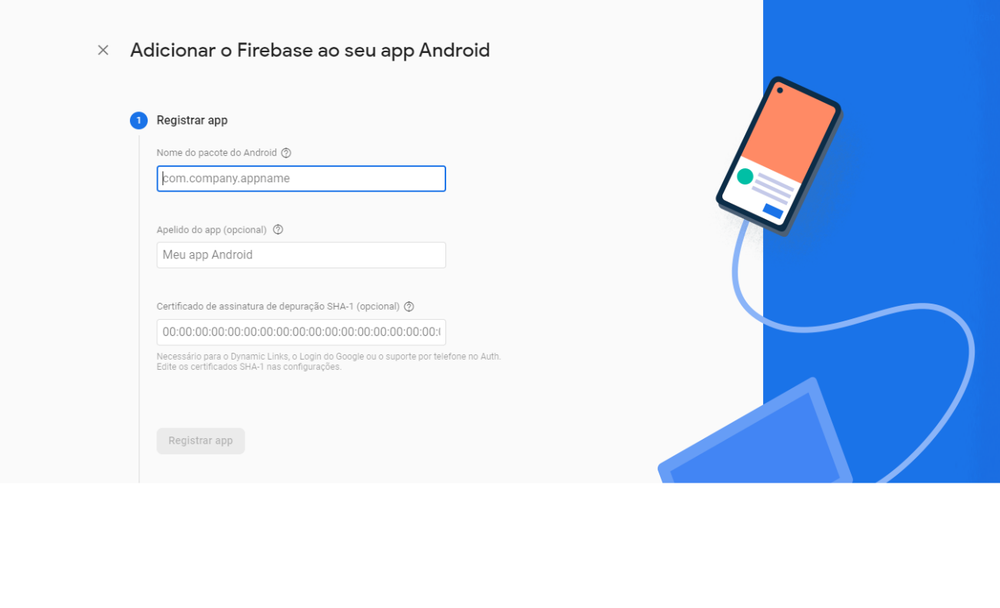 Adicionar o Firebase ao seu app Android
1 Registrar app
Nome do pacote do Android
com.company.appname
Apelido do app (opcional)
Meu app Android
Certificado de assinatura de depuração SHA-1 (opcional)
00:00:00:00:00:00:00:00:00:00:00:00:00:00:00:00:00:
Necessário para o Dynamic Links, o Login do Google ou o suporte por telefone no Auth.
Edite os certificados SHA-1 nas configurações.
Registrar app